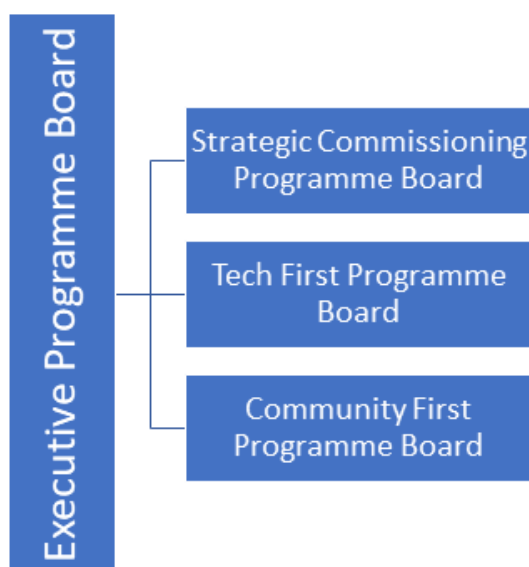 Executive Programme Board
Strategic Commissioning
Programme Board
Tech First Programme
Board
Community First
Programme Board